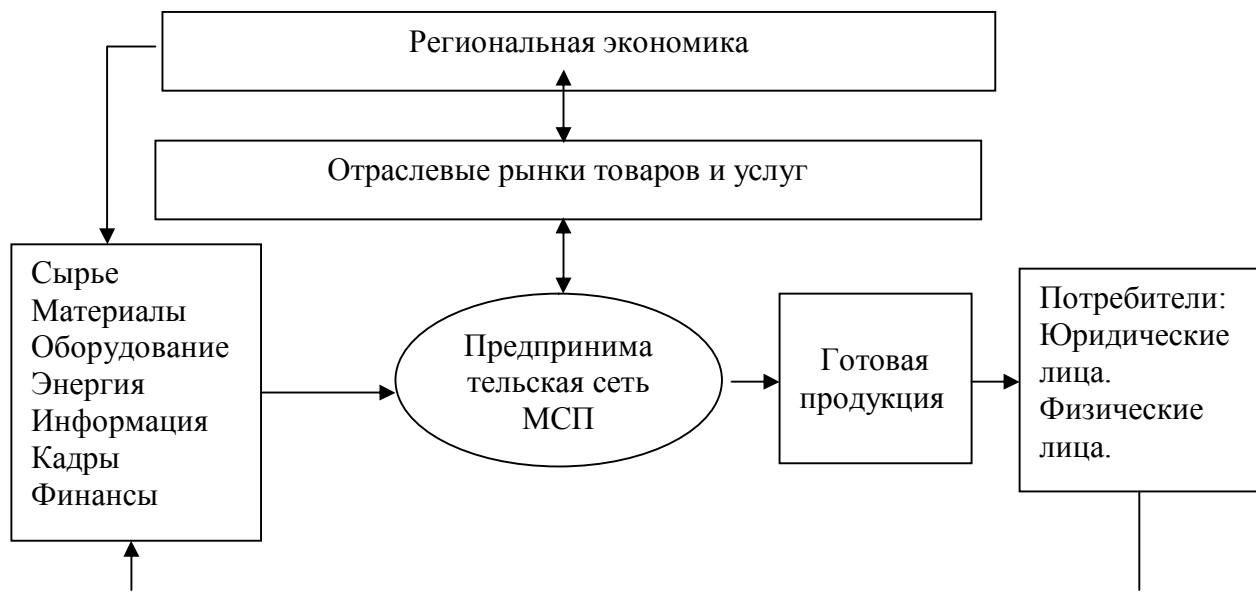 Региональная экономика
Отраслевые рынки товаров и услуг
Сырье
Материалы
Оборудование
Энергия
Информация
Кадры
Финансы
Предпринима
тельская сеть
МСП
Готовая
продукция
Потребители:
Юридические
лица.
Физические
лица.